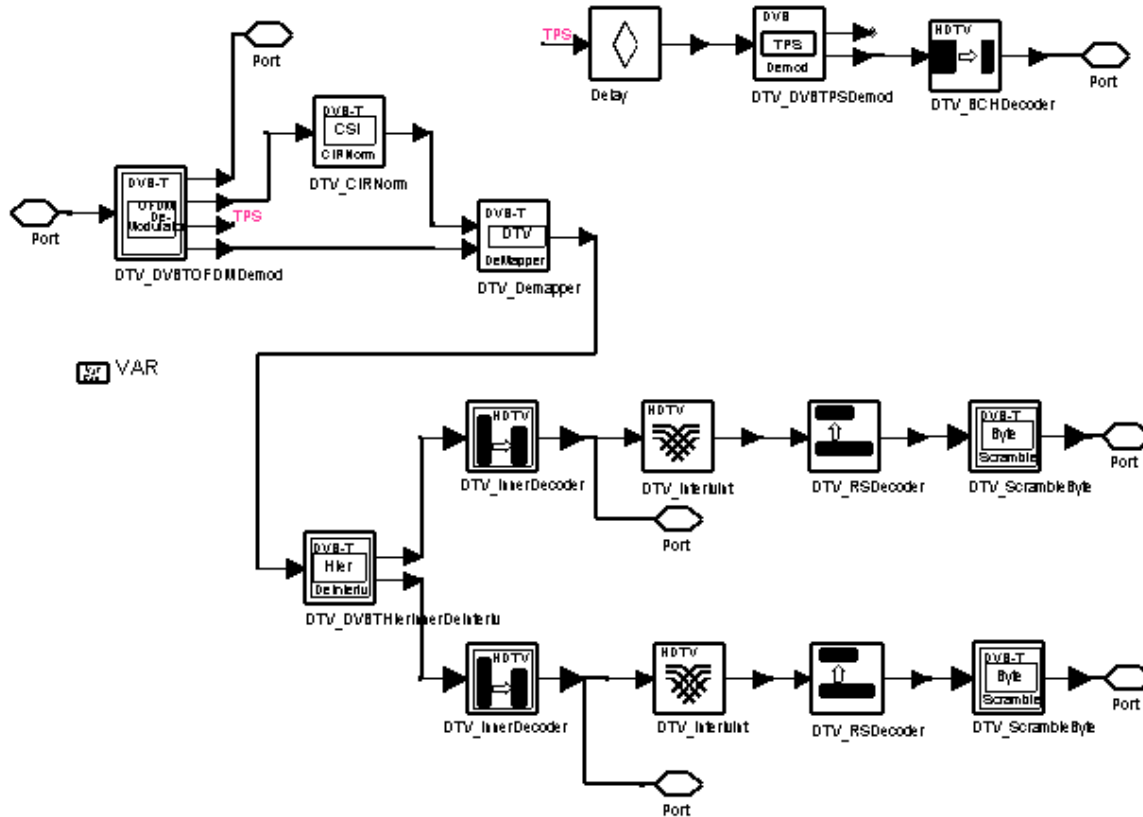 Port
TPS
Delay
DVB
TPS
Demod
DTV_DVBTPSDemod
HDTV
DTV_BCHDecoder
Port
DVB-T
CSI
CIRNorm
DTV_CIRNorm
Port
DVB-T
OFDM
De-
Modulator
TPS
DTV_DVBTOFDMDemod
DVB-T
DTV
DeMapper
DTV_Demapper
VAR
HDTV
DTV_InnerDecoder
HDTV
DTV_InterlvInt
DTV_RSDecoder
DVB-T
Byte
Scramble
DTV_ScrambleByte
Port
Port
DVB-T
Hier
DeInterlv
DTV_DVBTHierInnerDeInterlv
HDTV
DTV_InnerDecoder
HDTV
DTV_InterlvInt
DTV_RSDecoder
DVB-T
Byte
Scramble
DTV_ScrambleByte
Port
Port